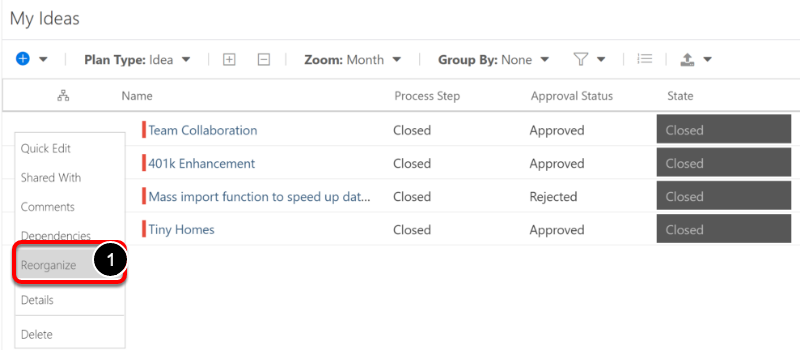 My Ideas
Plan Type: Idea Zoom: Month Group By: None
Name Process Step Approval Status State
Team Collaboration Closed Approved Closed
Quick Edit
401k Enhancement Closed Approved Closed
Shared With
Mass import function to speed up dat... Closed Rejected Closed
Comments
Tiny Homes Closed Approved Closed
Dependencies
Reorganize 1
Details
Delete